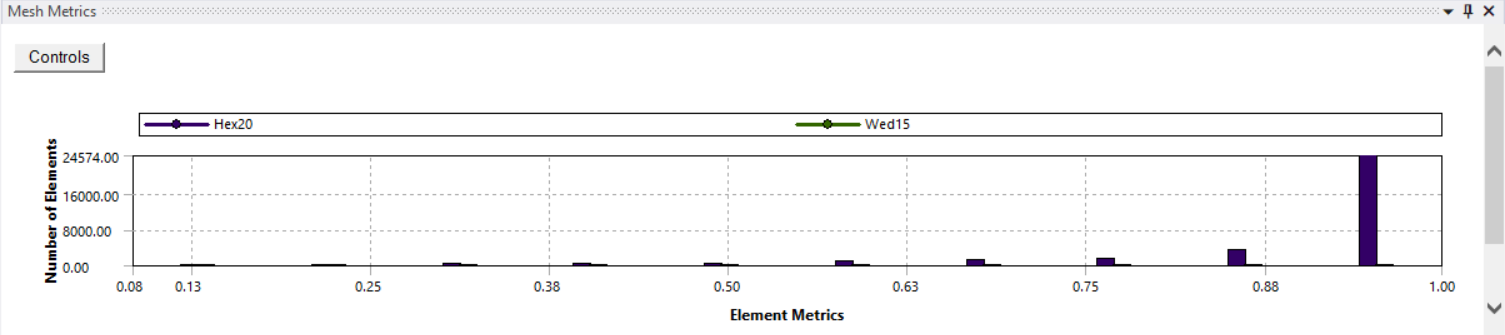 Mesh Metrics
Controls
Hex20 Wed15
Number of Elements
24574.00
16000.00
8000.00
0.00
0.08 0.13 0.25 0.38 0.50 0.63 0.75 0.88 1.00
Element Metrics